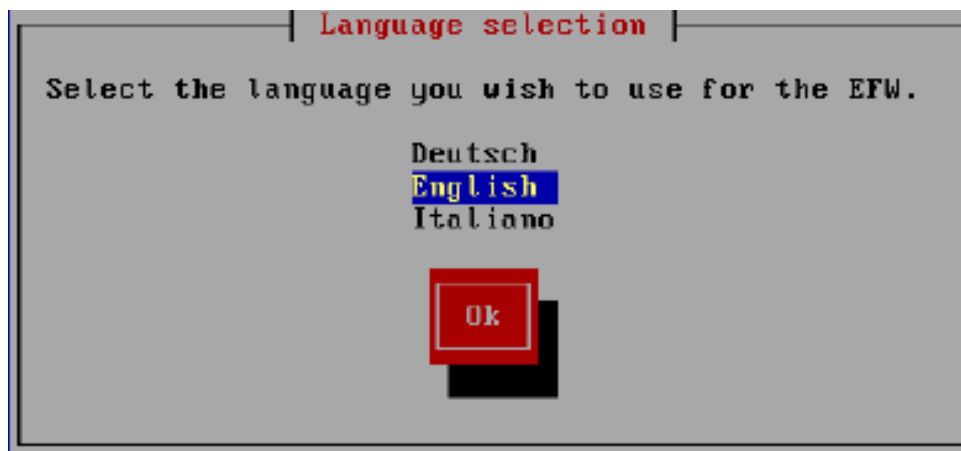 Language selection
Select the language you wish to use for the EFW.
Deutsch
English
Italiano
Ok